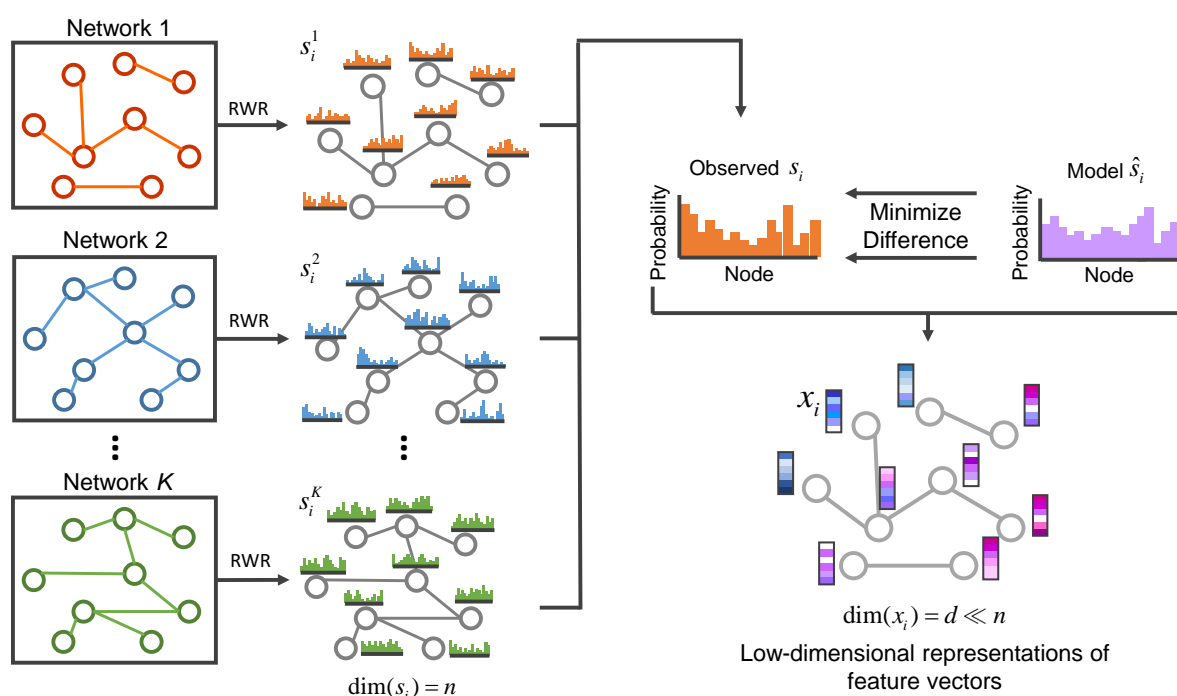 Network 1
RWR
s_i^1
Network 2
RWR
s_i^2
Network K
RWR
s_i^K
dim(s_i) = n
Observed s_i
Probability
Node
Minimize
Difference
Model ŝ_i
Probability
Node
x_i
dim(x_i) = d ≪ n
Low-dimensional representations of
feature vectors